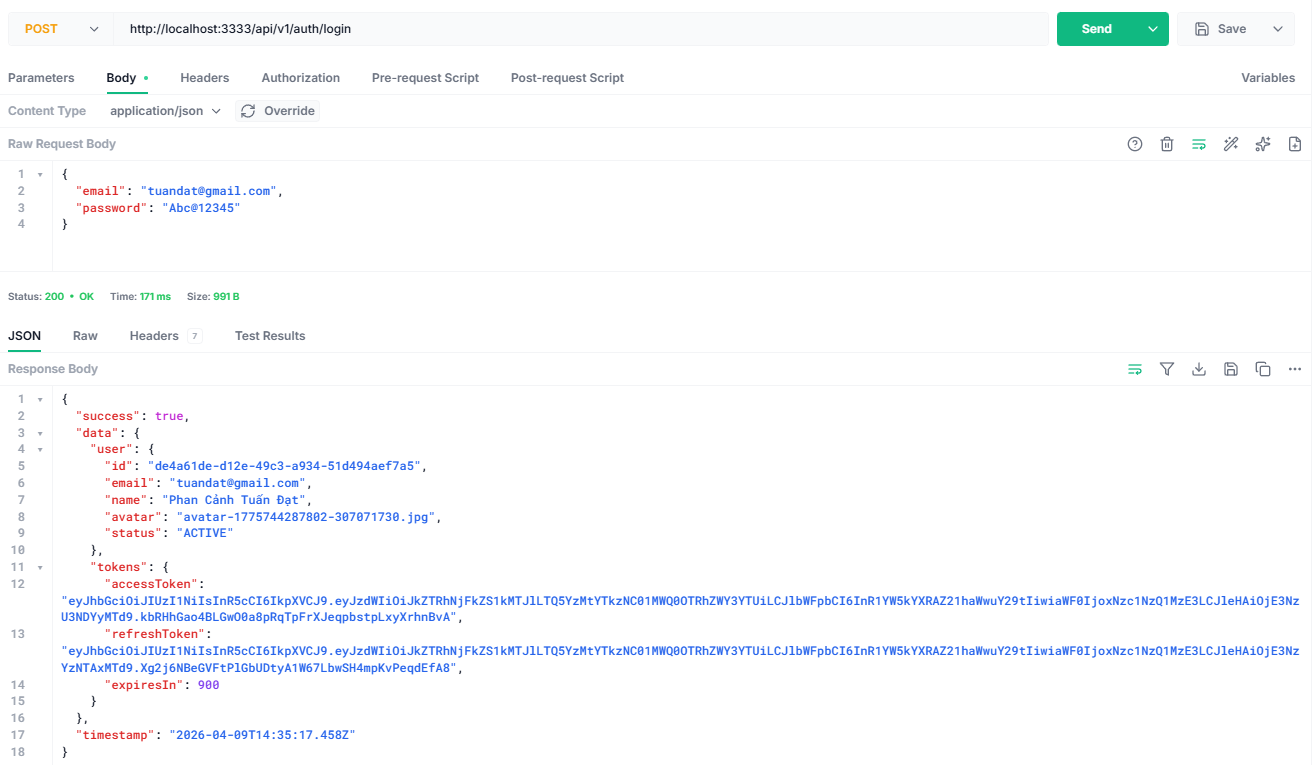 POST http://localhost:3333/api/v1/auth/login Send Save
Parameters Body Headers Authorization Pre-request Script Post-request Script Variables
Content Type application/json Override
Raw Request Body
1 {
2 "email": "tuandat@gmail.com",
3 "password": "Abc@12345"
4 }
Status: 200 • OK Time: 171 ms Size: 991 B
JSON Raw Headers 7 Test Results
Response Body
1 {
2 "success": true,
3 "data": {
4 "user": {
5 "id": "de4a61de-d12e-49c3-a934-51d494aef7a5",
6 "email": "tuandat@gmail.com",
7 "name": "Phan Cảnh Tuấn Đạt",
8 "avatar": "avatar-1775744287802-307071730.jpg",
9 "status": "ACTIVE"
10 },
11 "tokens": {
12 "accessToken":
"eyJhbGciOiJIUzI1NiIsInR5cCI6IkpXVCJ9.eyJzdWIiOiJkZTRhNjFkZS1kMTJlLTQ5YzMtYTkzNC01MWQ0OTRhZWY3YTUiLCJlbWFpbCI6InR1YW5kYXRAZ21haWwuY29tIiwiaWF0IjoxNzc1NzQ1MzE3LCJleHAiOjE3Nz
U3NDYyMTd9.kbRHhGao4BLGwO0a8pRqTpFrXJeqpbstpLxyXrhnBvA",
13 "refreshToken":
"eyJhbGciOiJIUzI1NiIsInR5cCI6IkpXVCJ9.eyJzdWIiOiJkZTRhNjFkZS1kMTJlLTQ5YzMtYTkzNC01MWQ0OTRhZWY3YTUiLCJlbWFpbCI6InR1YW5kYXRAZ21haWwuY29tIiwiaWF0IjoxNzc1NzQ1MzE3LCJleHAiOjE3Nz
YzNTAxMTd9.Xg2j6NBeGVFtPlGbUDtyA1W67LbwSH4mpKvPeqdEfA8",
14 "expiresIn": 900
15 }
16 },
17 "timestamp": "2026-04-09T14:35:17.458Z"
18 }